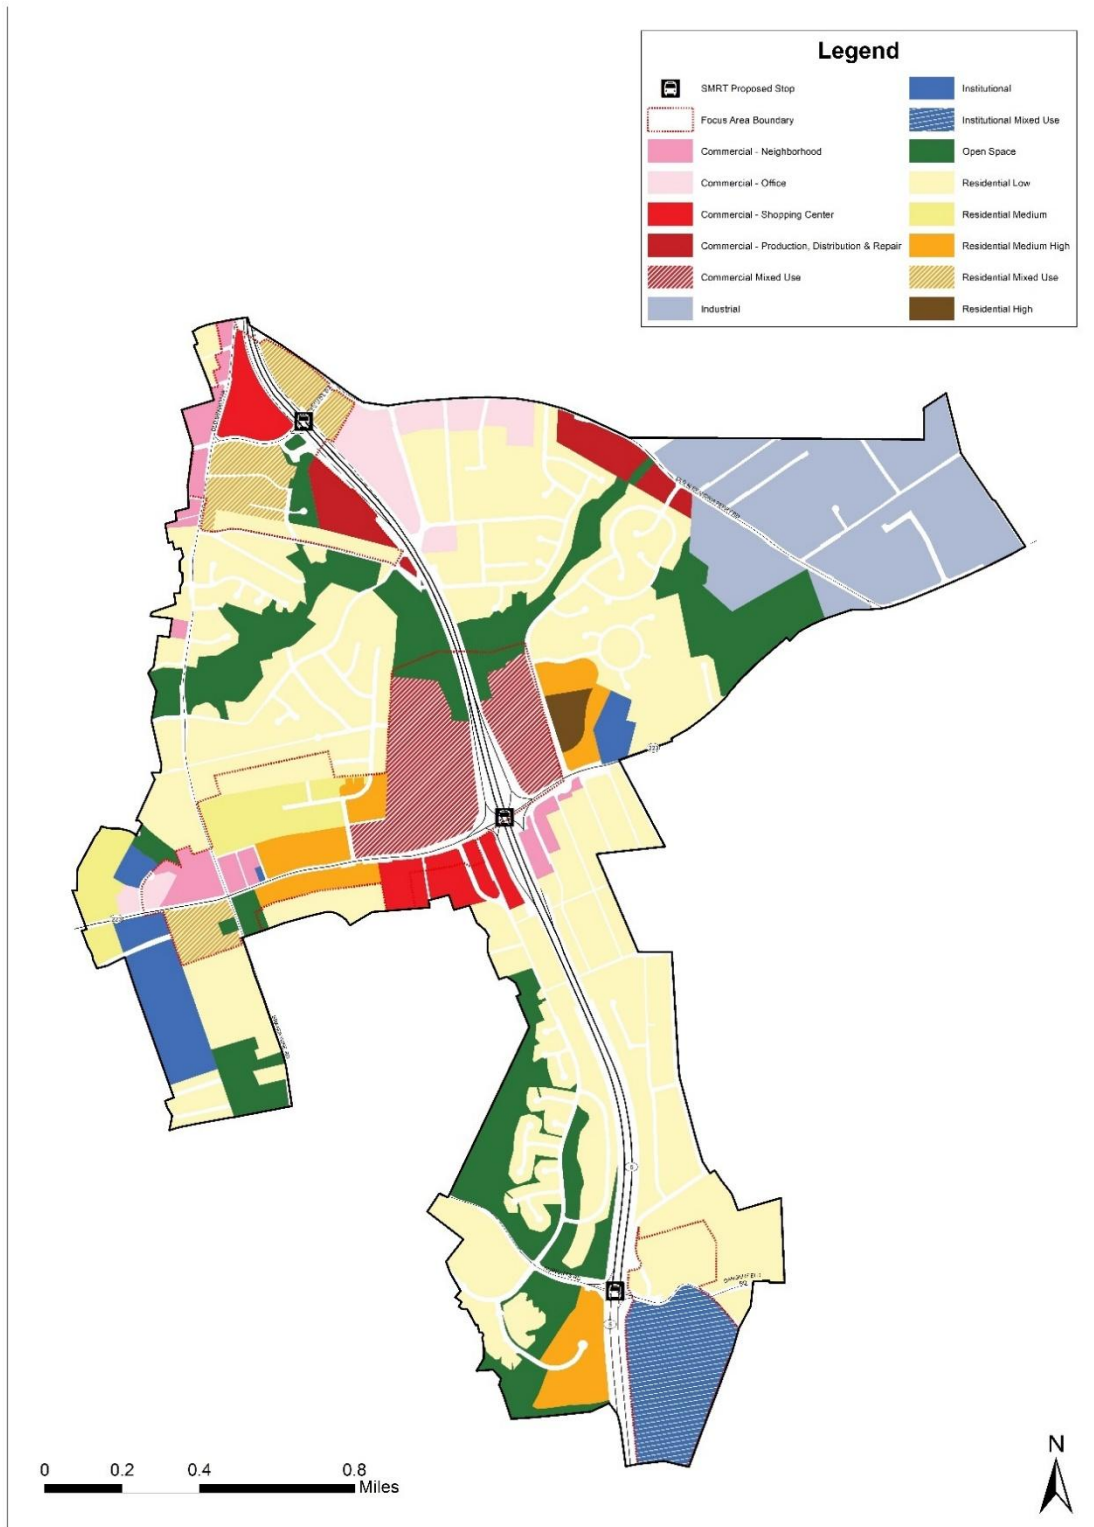 Legend
SMRT Proposed Stop
Focus Area Boundary
Commercial - Neighborhood
Commercial - Office
Commercial - Shopping Center
Commercial - Production, Distribution & Repair
Commercial Mixed Use
Industrial
Institutional
Institutional Mixed Use
Open Space
Residential Low
Residential Medium
Residential Medium High
Residential Mixed Use
Residential High
5
5
N
0 0.2 0.4 0.8
Miles